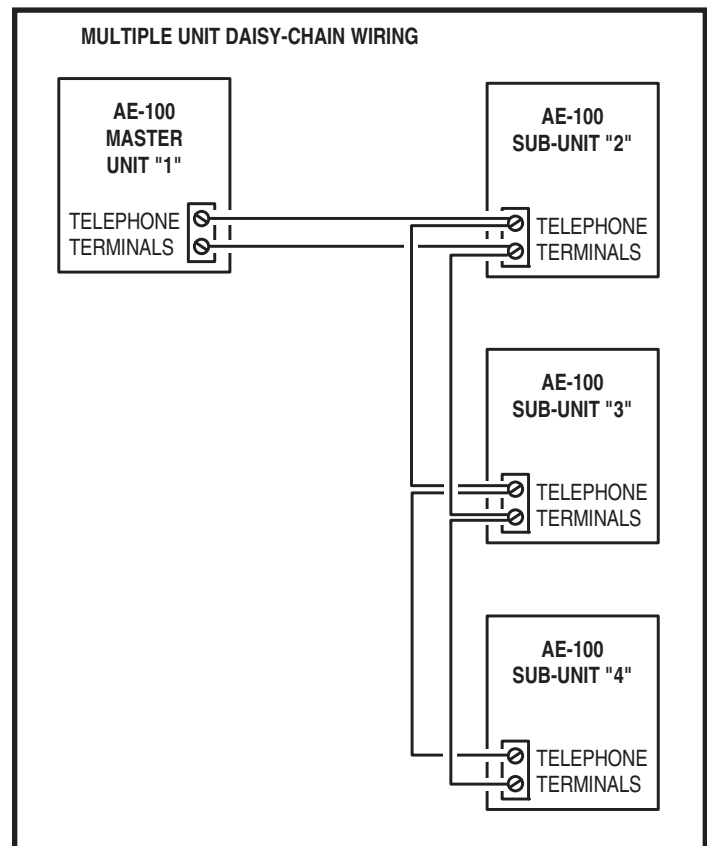 MULTIPLE UNIT DAISY-CHAIN WIRING
AE-100
MASTER
UNIT "1"
TELEPHONE
TERMINALS
AE-100
SUB-UNIT "2"
TELEPHONE
TERMINALS
AE-100
SUB-UNIT "3"
TELEPHONE
TERMINALS
AE-100
SUB-UNIT "4"
TELEPHONE
TERMINALS